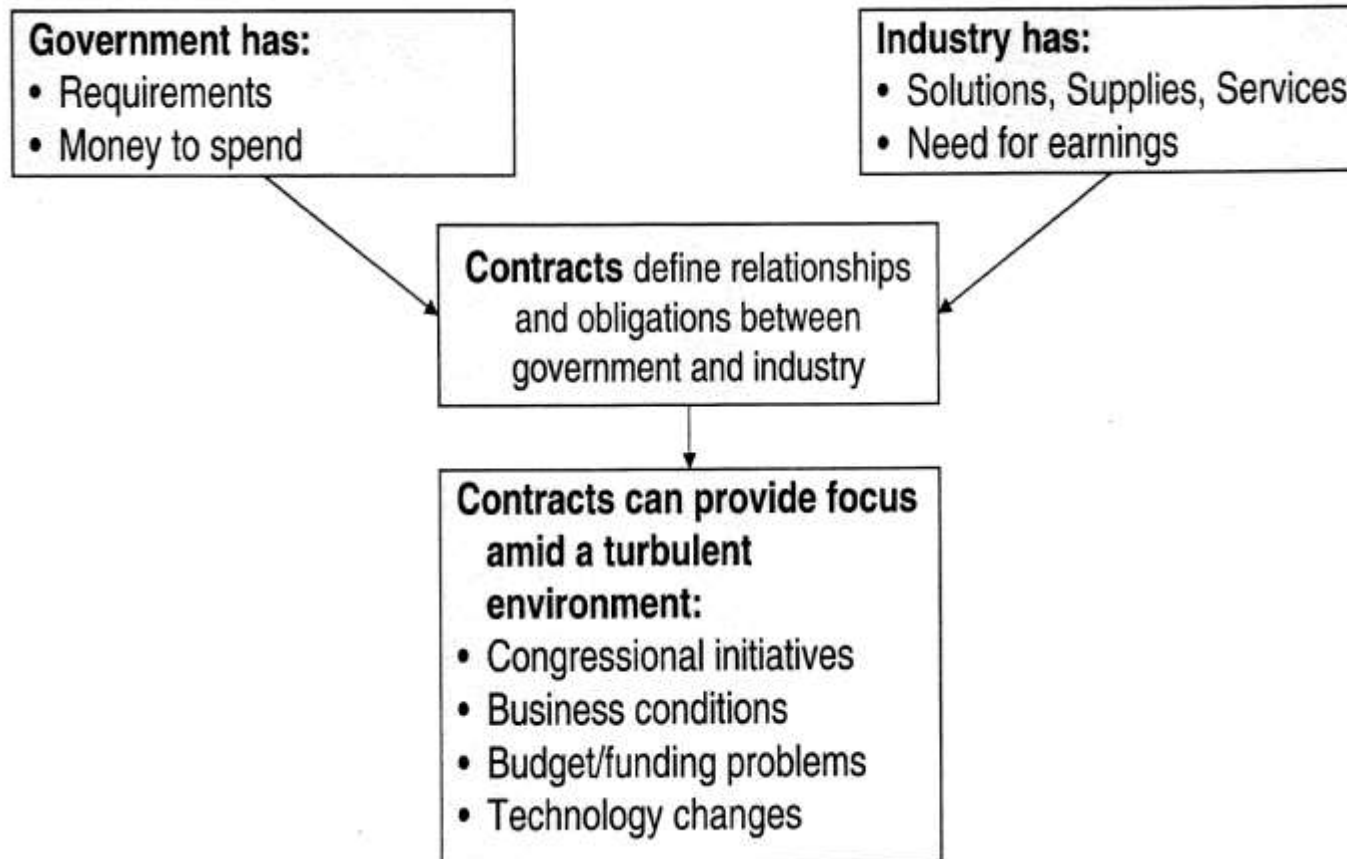 Government has:
• Requirements
• Money to spend
Industry has:
• Solutions, Supplies, Services
• Need for earnings
Contracts define relationships
and obligations between
government and industry
Contracts can provide focus
amid a turbulent
environment:
• Congressional initiatives
• Business conditions
• Budget/funding problems
• Technology changes